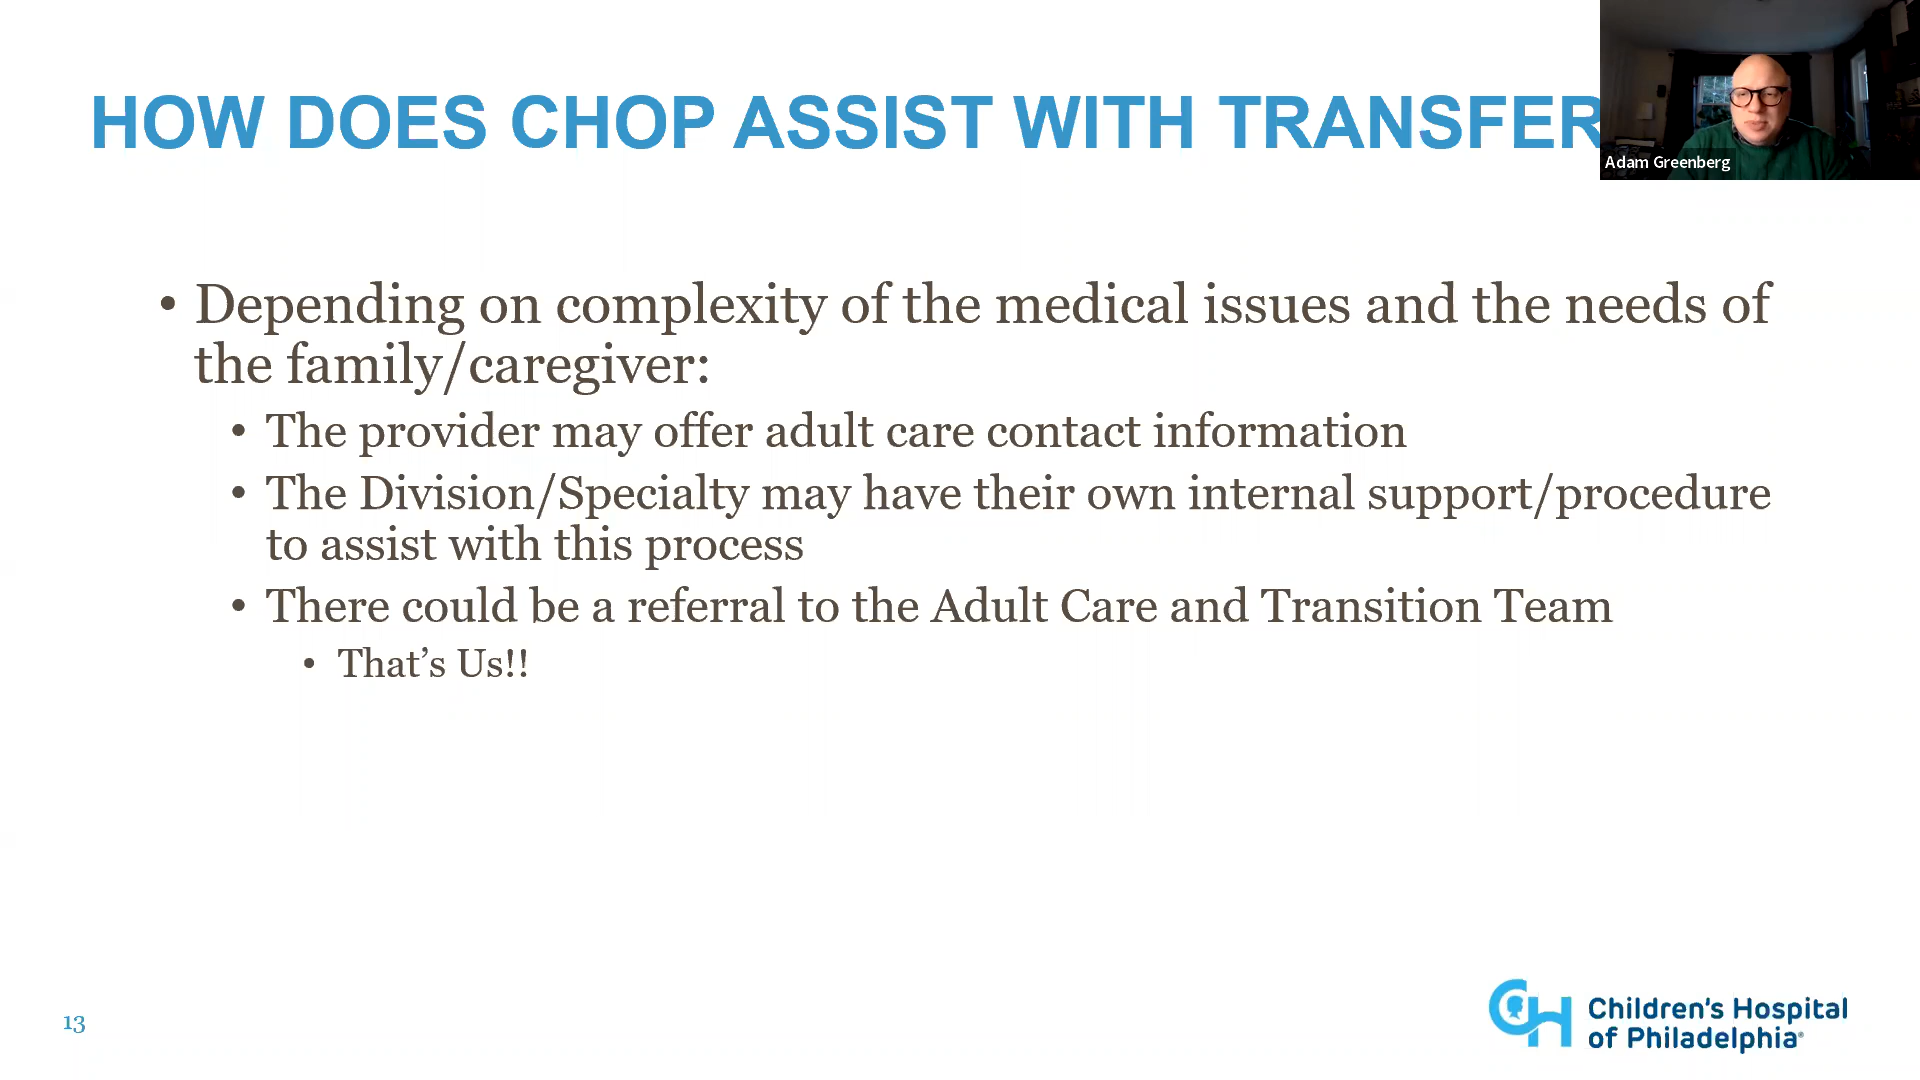 HOW DOES CHOP ASSIST WITH TRANSFER
Adam Greenberg
• Depending on complexity of the medical issues and the needs of
the family/caregiver:
• The provider may offer adult care contact information
• The Division/Specialty may have their own internal support/procedure
to assist with this process
• There could be a referral to the Adult Care and Transition Team
• That’s Us!!
13
CH
Children's Hospital
of Philadelphia®